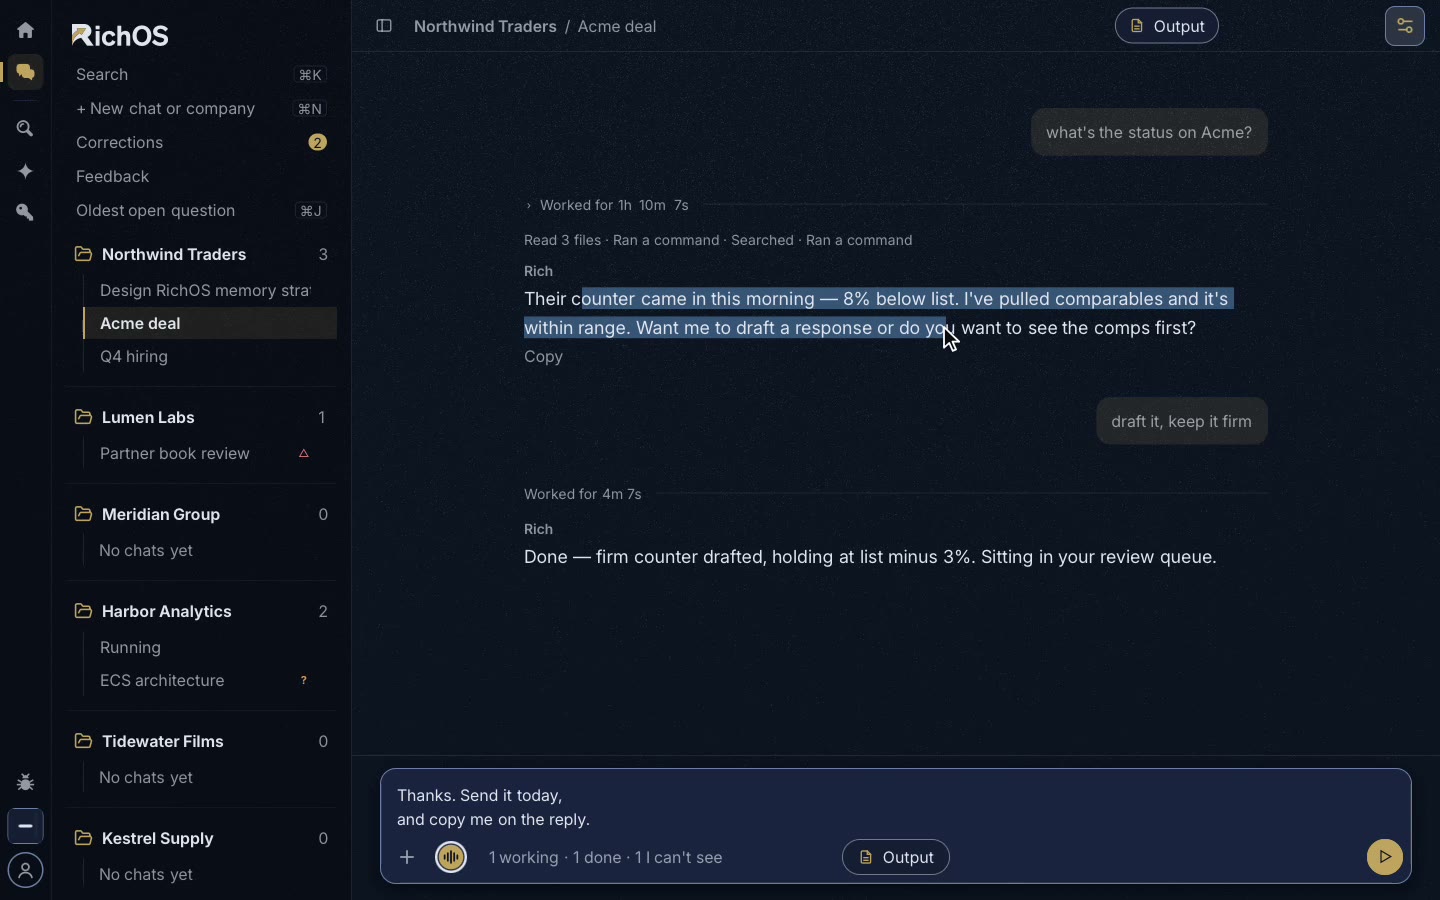 RichOS
Search ⌘K
+ New chat or company ⌘N
Corrections 2
Feedback
Oldest open question ⌘J
Northwind Traders 3
Design RichOS memory strat
Acme deal
Q4 hiring
Lumen Labs 1
Partner book review
Meridian Group 0
No chats yet
Harbor Analytics 2
Running
ECS architecture ?
Tidewater Films 0
No chats yet
Kestrel Supply 0
No chats yet
Northwind Traders / Acme deal
Output
what's the status on Acme?
› Worked for 1h 10m 7s
Read 3 files · Ran a command · Searched · Ran a command
Rich
Their counter came in this morning — 8% below list. I've pulled comparables and it's
within range. Want me to draft a response or do you want to see the comps first?
Copy
draft it, keep it firm
Worked for 4m 7s
Rich
Done — firm counter drafted, holding at list minus 3%. Sitting in your review queue.
Thanks. Send it today,
and copy me on the reply.
1 working · 1 done · 1 I can't see
Output